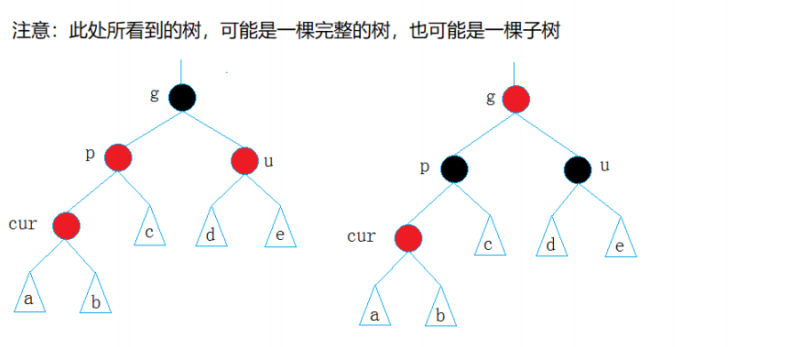 注意：此处所看到的树，可能是一棵完整的树，也可能是一棵子树
g g
p u p u
cur c d e cur c d e
a b a b